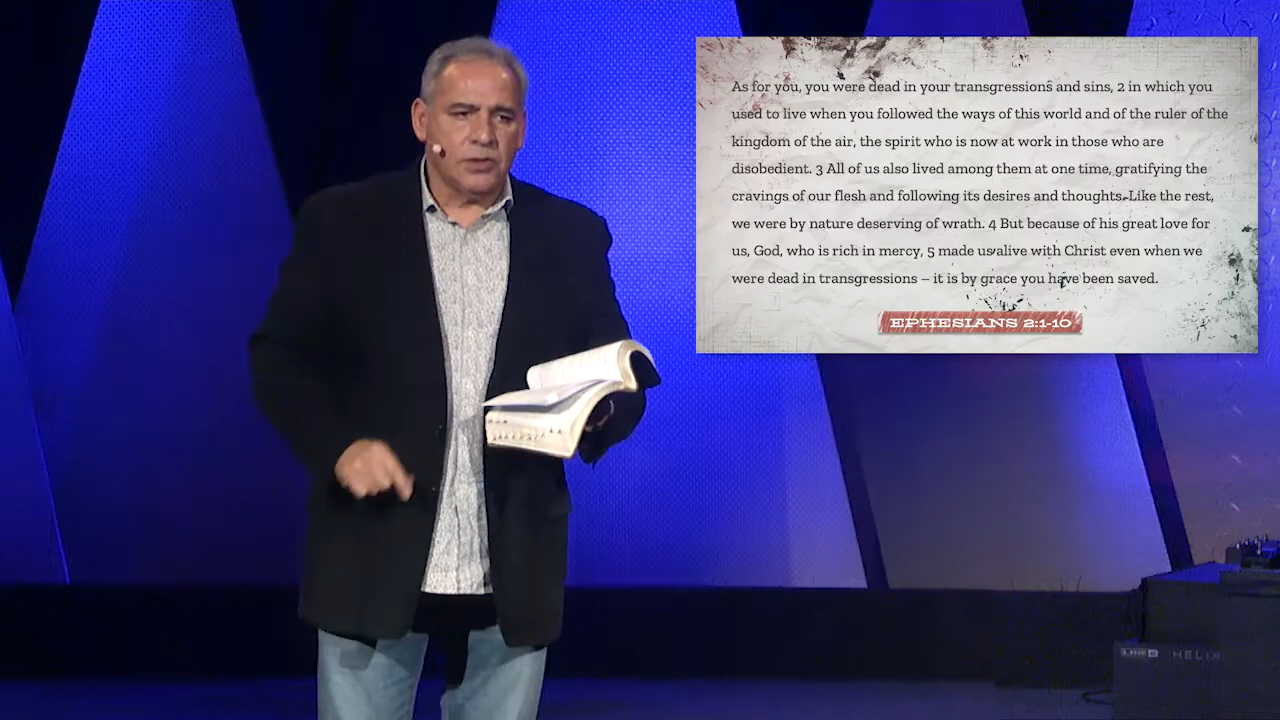 As for you, you were dead in your transgressions and sins, 2 in which you
used to live when you followed the ways of this world and of the ruler of the
kingdom of the air, the spirit who is now at work in those who are
disobedient. 3 All of us also lived among them at one time, gratifying the
cravings of our flesh and following its desires and thoughts. Like the rest,
we were by nature deserving of wrath. 4 But because of his great love for
us, God, who is rich in mercy, 5 made us alive with Christ even when we
were dead in transgressions – it is by grace you have been saved.
EPHESIANS 2:1-10
LINE 6 HELIX